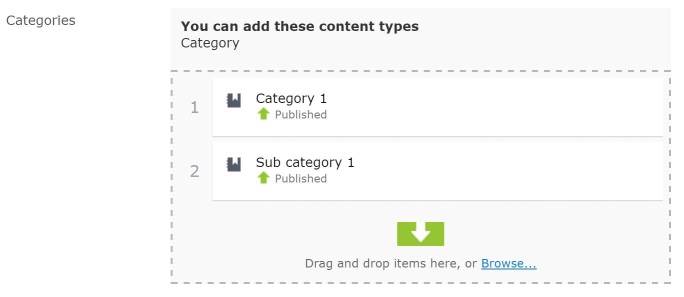 Categories
You can add these content types
Category
1
Category 1
Published
2
Sub category 1
Published
Drag and drop items here, or Browse...